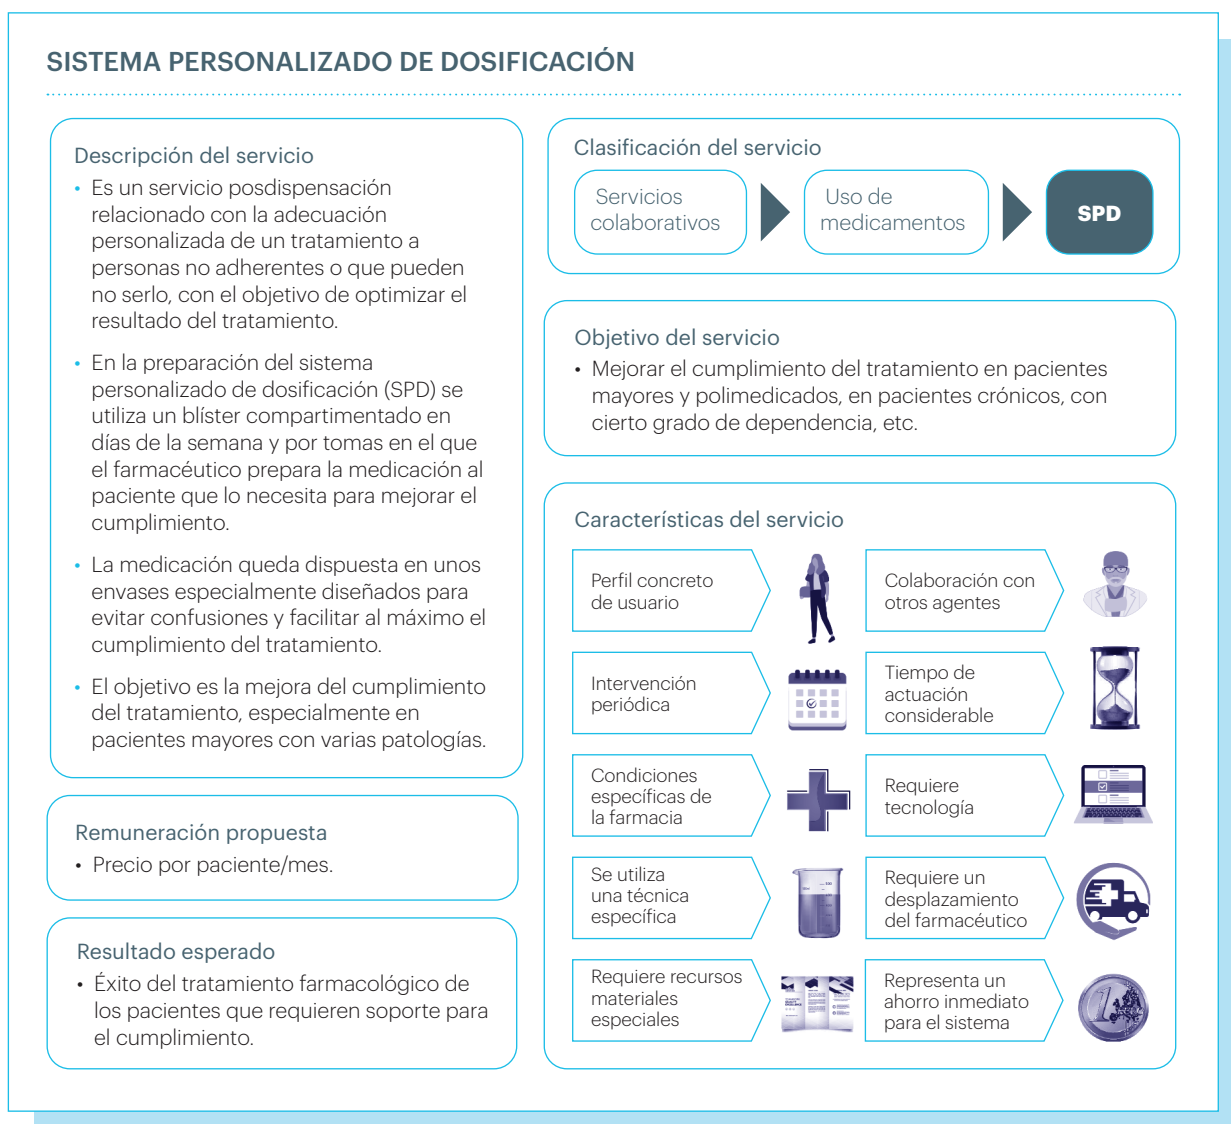 SISTEMA PERSONALIZADO DE DOSIFICACIÓN
Descripción del servicio
• Es un servicio posdispensación
relacionado con la adecuación
personalizada de un tratamiento a
personas no adherentes o que pueden
no serlo, con el objetivo de optimizar el
resultado del tratamiento.
• En la preparación del sistema
personalizado de dosificación (SPD) se
utiliza un blíster compartimentado en
días de la semana y por tomas en el que
el farmacéutico prepara la medicación al
paciente que lo necesita para mejorar el
cumplimiento.
• La medicación queda dispuesta en unos
envases especialmente diseñados para
evitar confusiones y facilitar al máximo el
cumplimiento del tratamiento.
• El objetivo es la mejora del cumplimiento
del tratamiento, especialmente en
pacientes mayores con varias patologías.
Remuneración propuesta
• Precio por paciente/mes.
Resultado esperado
• Éxito del tratamiento farmacológico de
los pacientes que requieren soporte para
el cumplimiento.
Clasificación del servicio
Servicios
colaborativos
Uso de
medicamentos
SPD
Objetivo del servicio
• Mejorar el cumplimiento del tratamiento en pacientes
mayores y polimedicados, en pacientes crónicos, con
cierto grado de dependencia, etc.
Características del servicio
Perfil concreto
de usuario
Colaboración con
otros agentes
Intervención
periódica
Tiempo de
actuación
considerable
Condiciones
específicas de
la farmacia
Requiere
tecnología
Se utiliza
una técnica
específica
Requiere un
desplazamiento
del farmacéutico
Requiere recursos
materiales
especiales
Representa un
ahorro inmediato
para el sistema
1